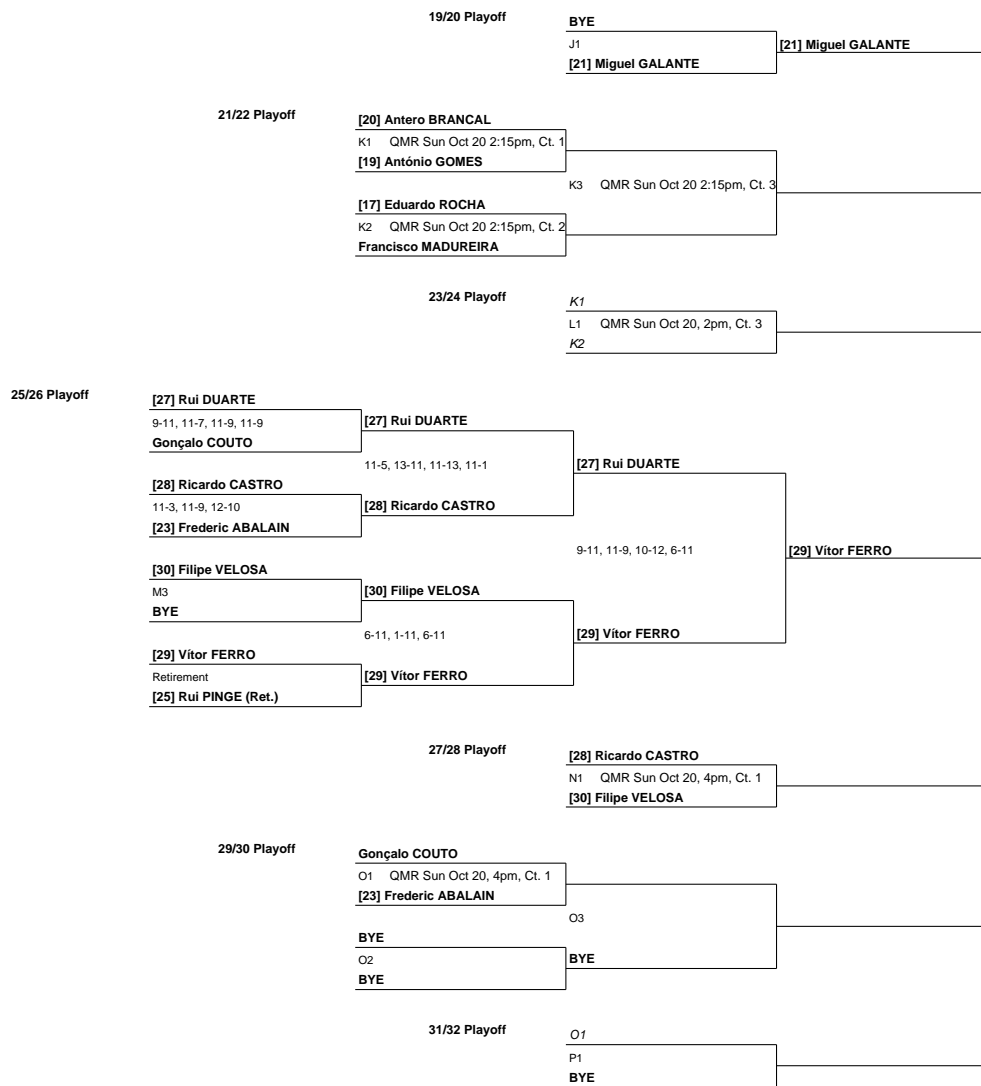 19/20 Playoff
BYE
J1
[21] Miguel GALANTE
[21] Miguel GALANTE
21/22 Playoff
[20] Antero BRANCAL
K1 QMR Sun Oct 20 2:15pm, Ct. 1
[19] António GOMES
K3 QMR Sun Oct 20 2:15pm, Ct. 3
[17] Eduardo ROCHA
K2 QMR Sun Oct 20 2:15pm, Ct. 2
Francisco MADUREIRA
23/24 Playoff
K1
L1 QMR Sun Oct 20, 2pm, Ct. 3
K2
25/26 Playoff
[27] Rui DUARTE
9-11, 11-7, 11-9, 11-9
[27] Rui DUARTE
Gonçalo COUTO
11-5, 13-11, 11-13, 11-1
[27] Rui DUARTE
[28] Ricardo CASTRO
11-3, 11-9, 12-10
[28] Ricardo CASTRO
[23] Frederic ABALAIN
9-11, 11-9, 10-12, 6-11
[29] Vítor FERRO
[30] Filipe VELOSA
M3
[30] Filipe VELOSA
BYE
6-11, 1-11, 6-11
[29] Vítor FERRO
[29] Vítor FERRO
Retirement
[29] Vítor FERRO
[25] Rui PINGE (Ret.)
27/28 Playoff
[28] Ricardo CASTRO
N1 QMR Sun Oct 20, 4pm, Ct. 1
[30] Filipe VELOSA
29/30 Playoff
Gonçalo COUTO
O1 QMR Sun Oct 20, 4pm, Ct. 1
[23] Frederic ABALAIN
O3
BYE
O2
BYE
BYE
31/32 Playoff
O1
P1
BYE